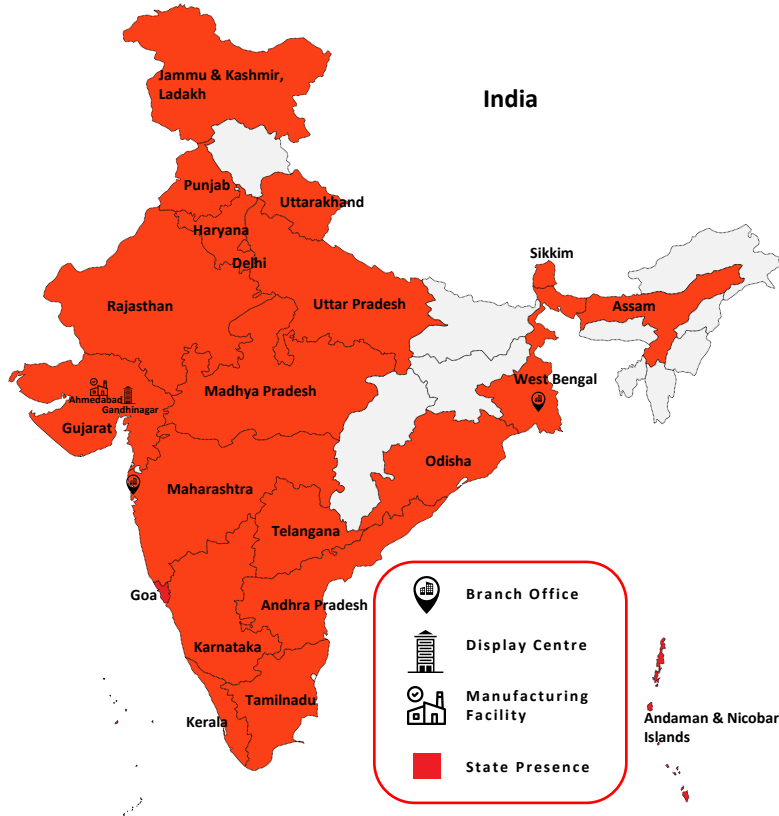 India
Jammu & Kashmir,
Ladakh
Punjab
Uttarakhand
Haryana
Delhi
Sikkim
Rajasthan
Uttar Pradesh
Assam
Madhya Pradesh
West Bengal
Ahmedabad
Gandhinagar
Gujarat
Odisha
Maharashtra
Telangana
Goa
Andhra Pradesh
Karnataka
Tamilnadu
Kerala
Branch Office
Display Centre
Manufacturing
Facility
State Presence
Andaman & Nicobar
Islands